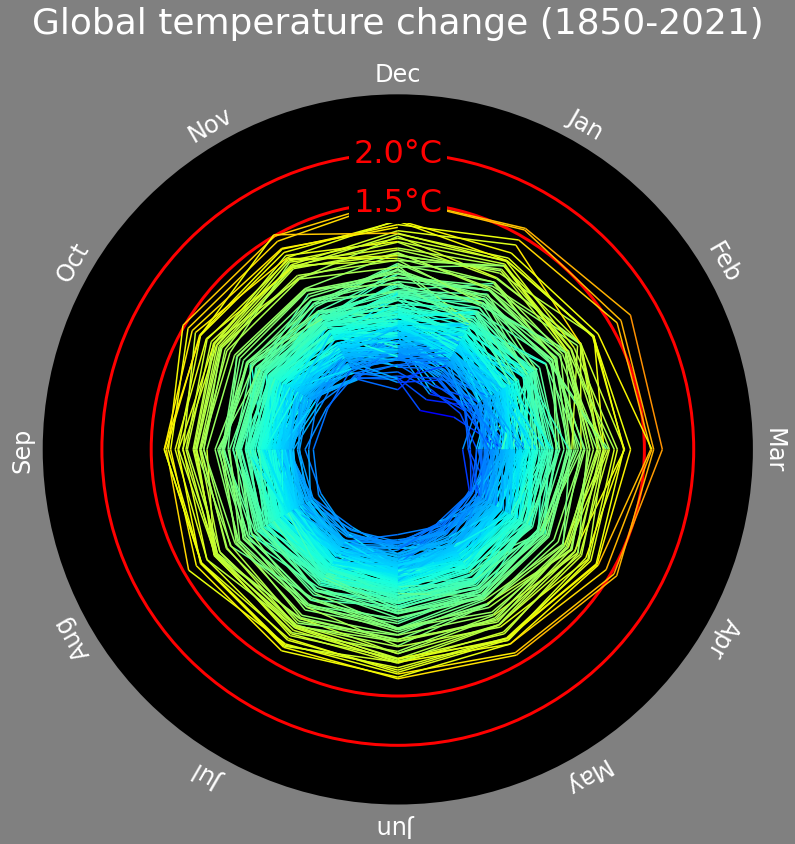 Global temperature change (1850-2021)
Dec
Jan
Feb
Mar
Apr
May
Jun
Jul
Aug
Sep
Oct
Nov
2.0°C
1.5°C